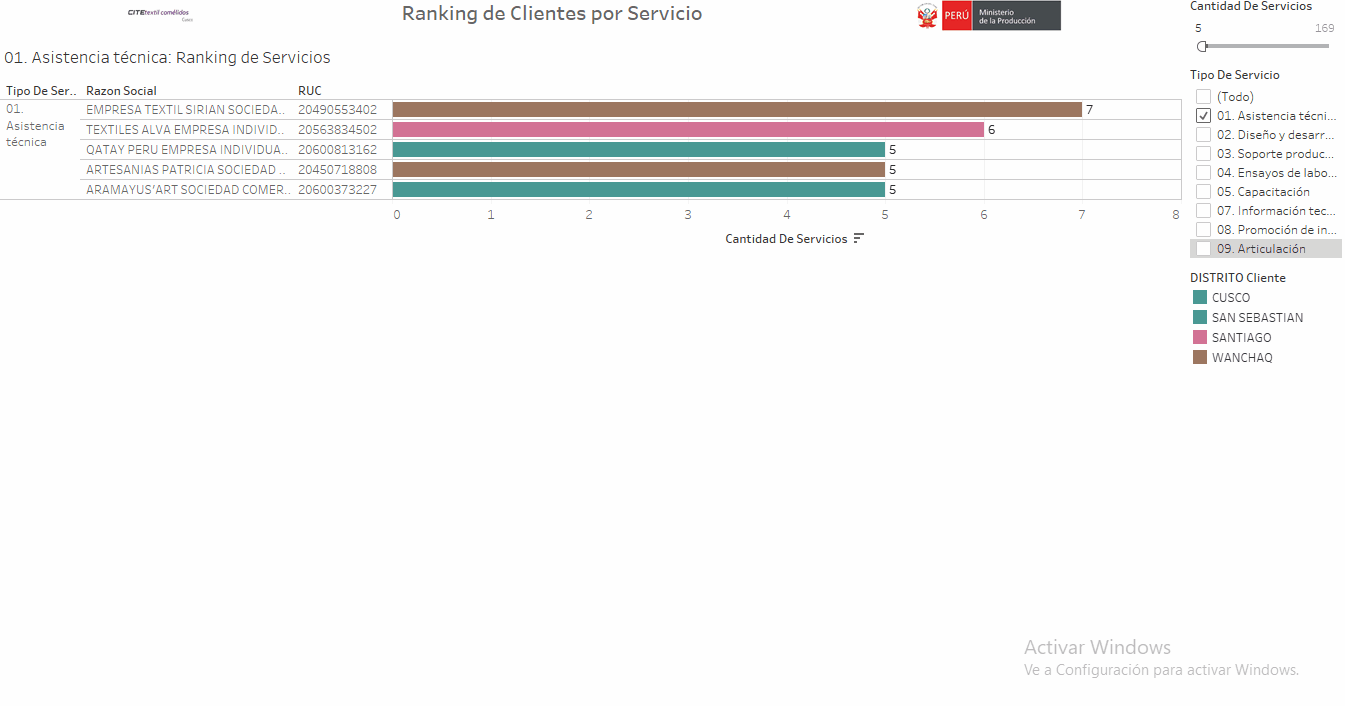 CITEtextil camélidos
Cusco
Ranking de Clientes por Servicio
PERÚ
Ministerio
de la Producción
Cantidad De Servicios
5 169
01. Asistencia técnica: Ranking de Servicios
Tipo De Servicio
Tipo De Ser.. Razon Social RUC
(Todo)
01.
Asistencia
técnica
EMPRESA TEXTIL SIRIAN SOCIEDA.. 20490553402 7
TEXTILES ALVA EMPRESA INDIVID.. 20563834502 6
QATAY PERU EMPRESA INDIVIDUA.. 20600813162 5
ARTESANIAS PATRICIA SOCIEDAD .. 20450718808 5
ARAMAYUS'ART SOCIEDAD COMER.. 20600373227 5
0 1 2 3 4 5 6 7 8
Cantidad De Servicios
01. Asistencia técni...
02. Diseño y desarr...
03. Soporte produc...
04. Ensayos de labo...
05. Capacitación
07. Información tec...
08. Promoción de in...
09. Articulación
DISTRITO Cliente
CUSCO
SAN SEBASTIAN
SANTIAGO
WANCHAQ
Activar Windows
Ve a Configuración para activar Windows.